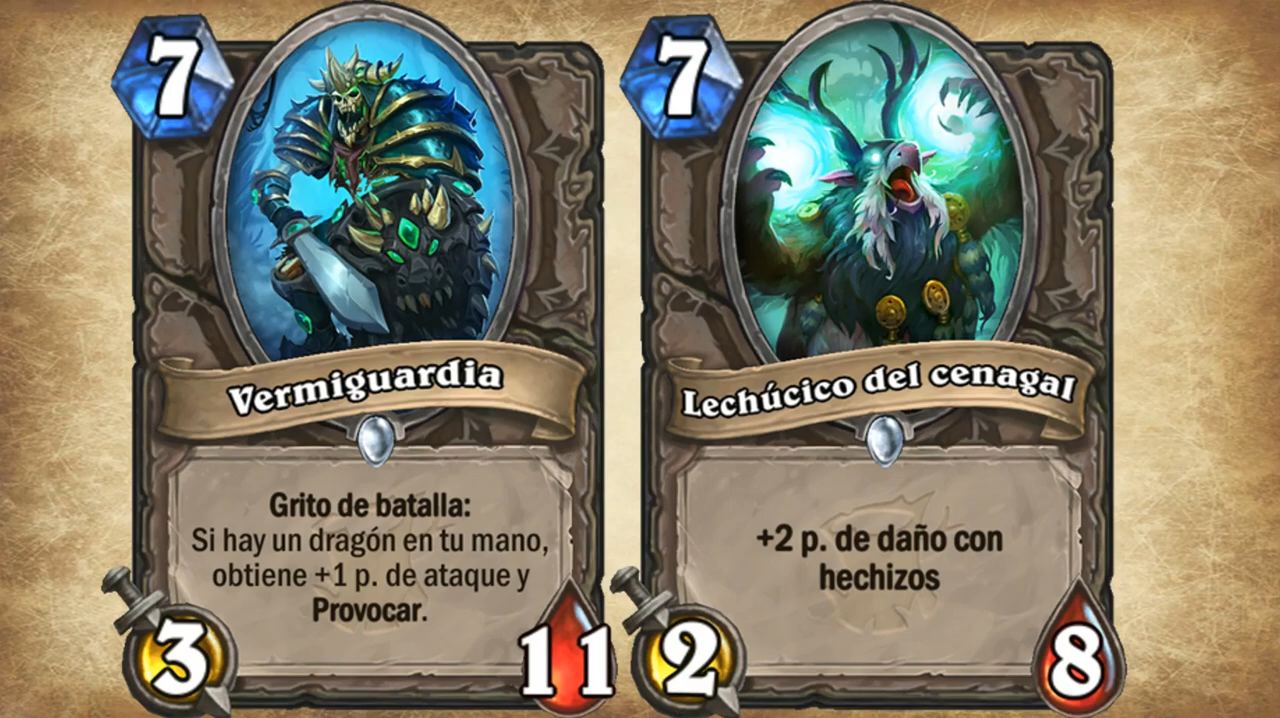 7
Vermiguardia
Grito de batalla:
Si hay un dragón en tu mano,
obtiene +1 p. de ataque y
Provocar.
3
11
7
Lechúcico del cenagal
+2 p. de daño con
hechizos
2
8